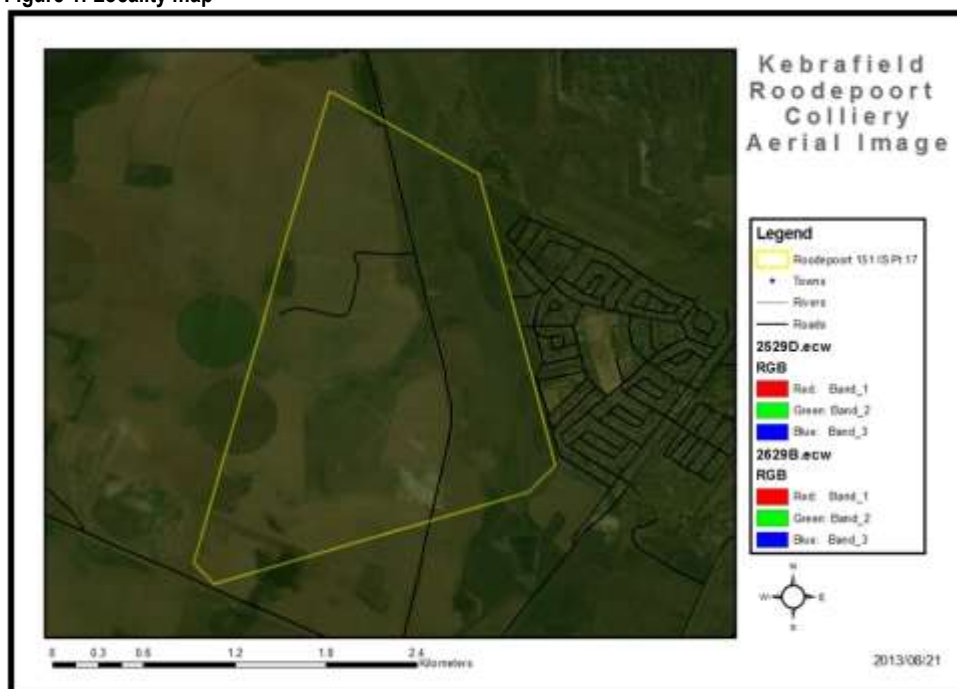 Figure 1: Locality map
Kebrafield
Roodepoort
Colliery
Aerial Image
Legend
Roodepoort 151 IS Pt 17
Towns
Rivers
Roads
2529D.ecw
RGB
Red: Band_1
Green: Band_2
Blue: Band_3
2629B.ecw
RGB
Red: Band_1
Green: Band_2
Blue: Band_3
N
W E
S
0 0.3 0.6 1.2 1.8 2.4
Kilometers
2013/08/21